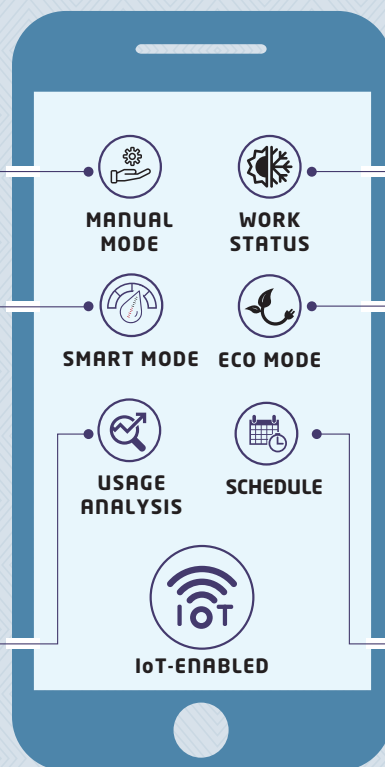 MANUAL
MODE
WORK
STATUS
SMART MODE
ECO MODE
USAGE
ANALYSIS
SCHEDULE
IoT
IoT-ENABLED